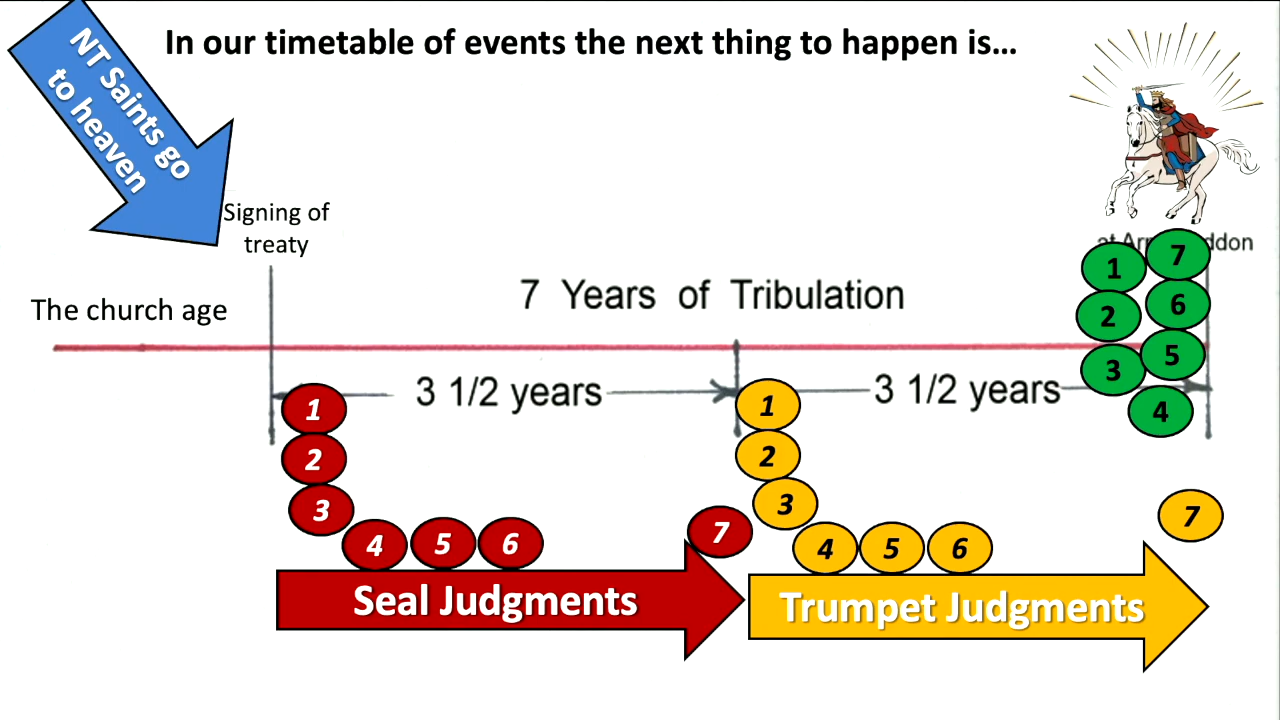 In our timetable of events the next thing to happen is...
NT Saints go
to heaven
Signing of
treaty
The church age
7 Years of Tribulation
3 1/2 years
3 1/2 years
at
1
2
3
4
5
6
7
1
2
3
4
5
6
7
1
2
3
4
5
6
7
Seal Judgments
Trumpet Judgments